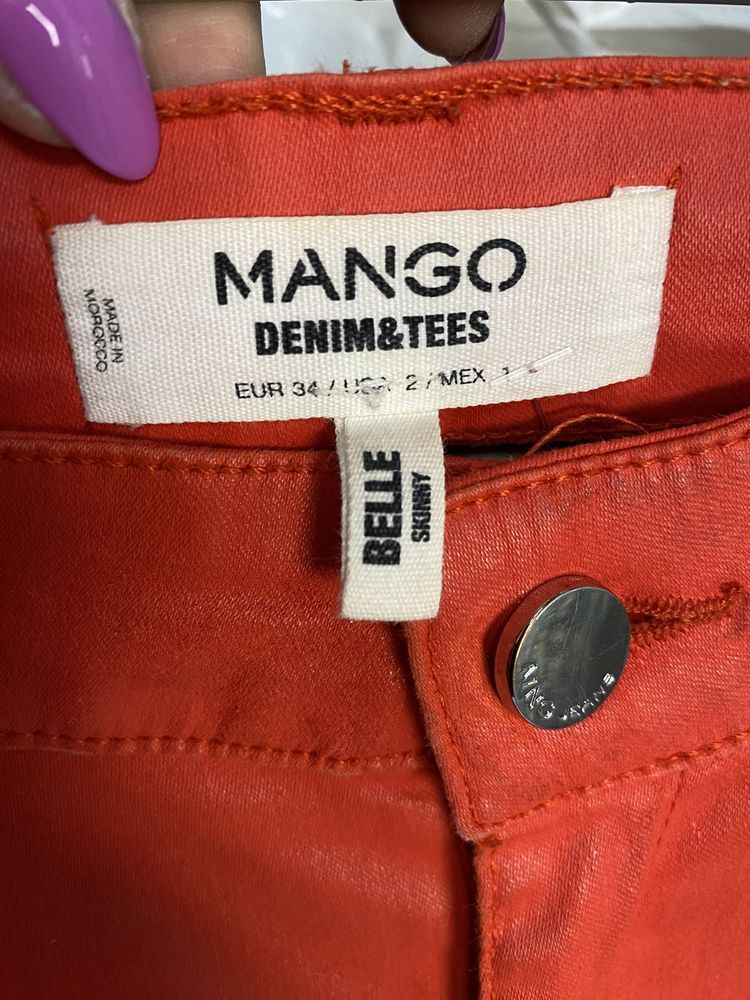 MANGO
DENIM&TEES
EUR 34 / USA 2 / MEX
MADE IN
MOROCCO
BELLE
SKINNY
MNG JEANS